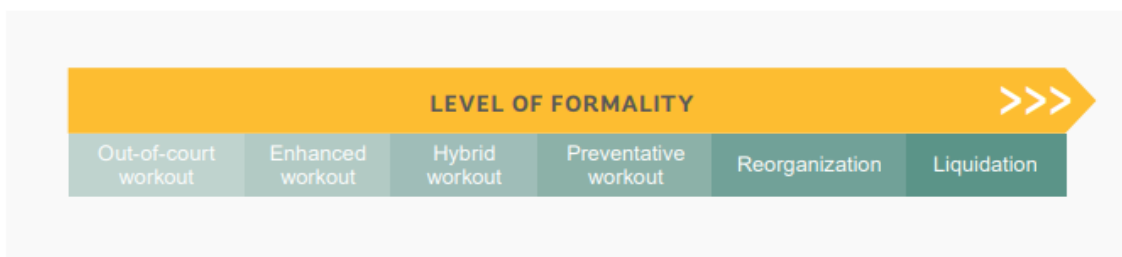 LEVEL OF FORMALITY >>>
Out-of-court
workout
Enhanced
workout
Hybrid
workout
Preventative
workout
Reorganization
Liquidation